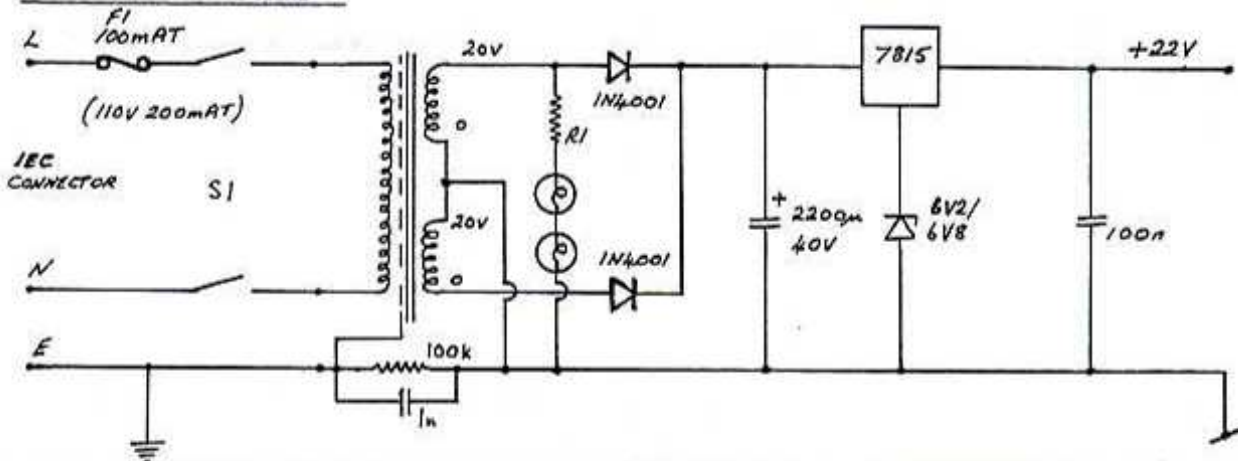 F1
100mAT
L
(110V 200mAT)
IEC
CONNECTOR
S1
N
E
20V
0
20V
0
R1
1N4001
1N4001
100k
1n
+
2200µ
40V
7815
6V2/
6V8
100n
+22V